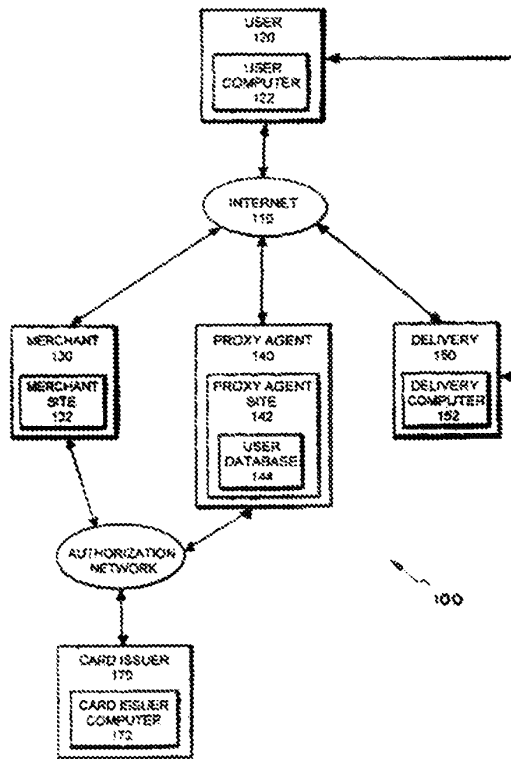 USER
120
USER
COMPUTER
122
INTERNET
110
MERCHANT
130
MERCHANT
SITE
132
PROXY AGENT
140
PROXY AGENT
SITE
142
USER
DATABASE
144
DELIVERY
150
DELIVERY
COMPUTER
152
AUTHORIZATION
NETWORK
100
CARD ISSUER
170
CARD ISSUER
COMPUTER
172